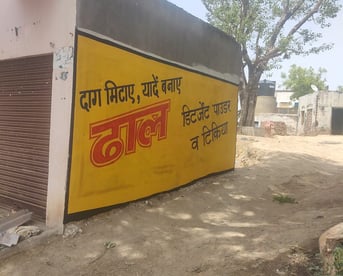 दाग मिटाए, यादें बनाए
ढाल
डिटर्जेंट पाउडर
व टिकिया